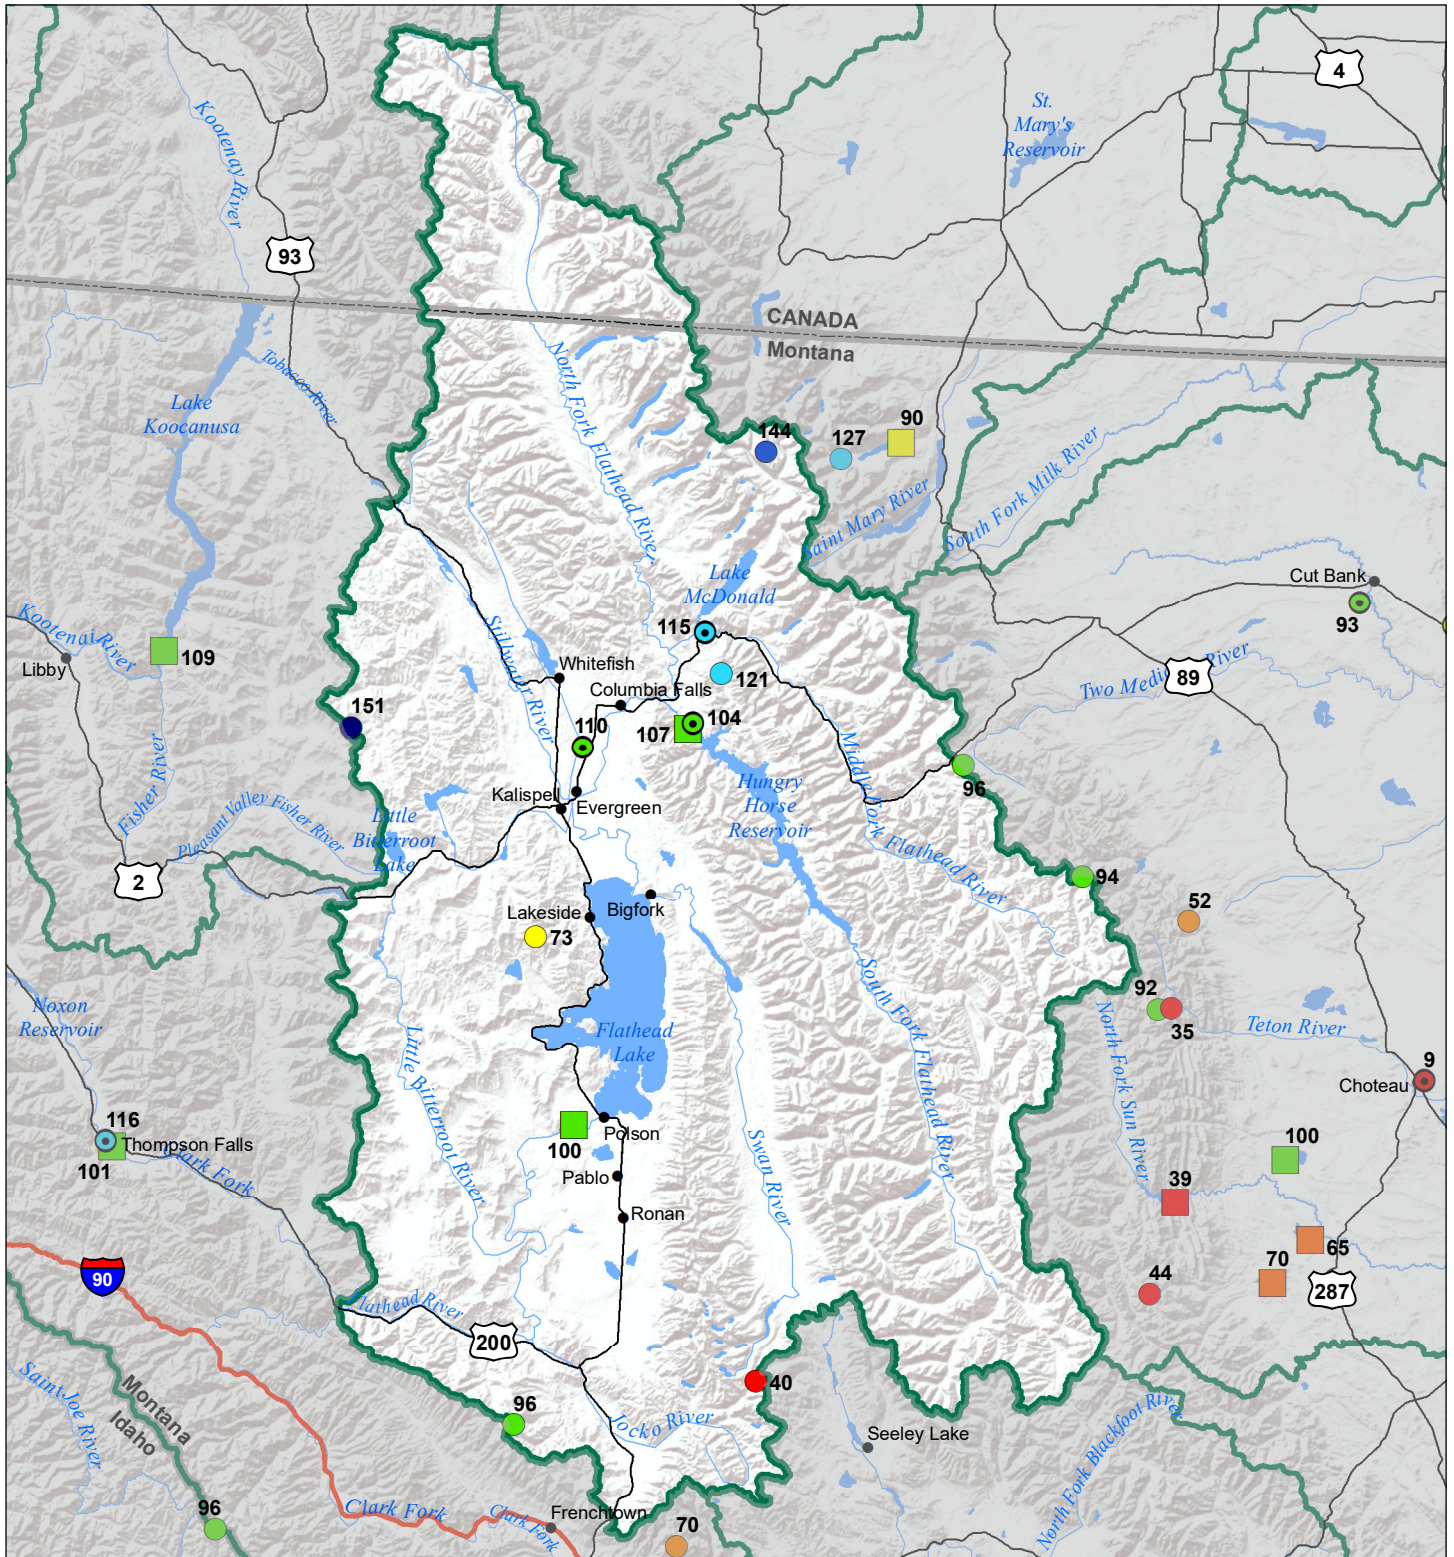 4
St.
Mary's
Reservoir
Kootenay River
93
CANADA
Montana
Tobacco River
Lake
Koocanusa
North Fork Flathead River
144
127
90
Saint Mary River
South Fork Milk River
Cut Bank
93
Lake
McDonald
Kootenai River
Libby
109
115
Stillwater River
Whitefish
121
Columbia Falls
Two Medicine River
89
151
110
107
104
Middle Fork Flathead River
96
Fisher River
Pleasant Valley Fisher River
Little
Bitterroot
Lake
Kalispell
Evergreen
Hungry
Horse
Reservoir
2
94
52
Lakeside
Bigfork
73
92
35
Noxon
Reservoir
Flathead
Lake
Little Bitterroot River
South Fork Flathead River
North Fork Sun River
Teton River
9
Choteau
116
Thompson Falls
101
Clark Fork
100
Polson
Pablo
Ronan
Swan River
100
39
65
70
44
287
90
Flathead River
200
Saint Joe River
Montana
Idaho
96
40
Jocko River
Seeley Lake
North Fork Blackfoot River
96
Clark Fork
Clark Fork
Frenchtown
70